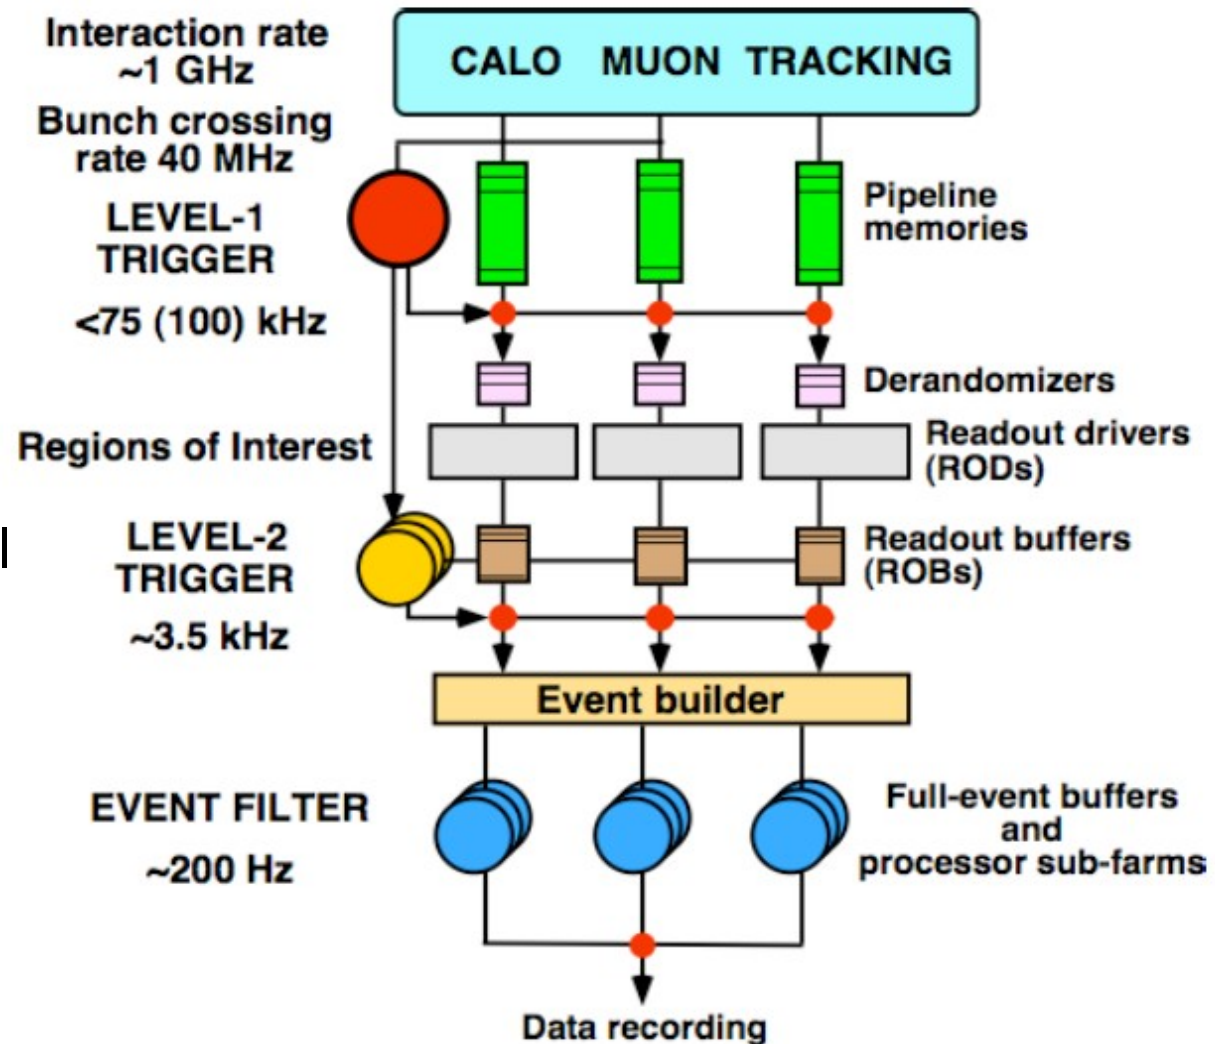 Interaction rate
~1 GHz
CALO MUON TRACKING
Bunch crossing
rate 40 MHz
LEVEL-1
TRIGGER
<75 (100) kHz
Pipeline
memories
Derandomizers
Regions of Interest
Readout drivers
(RODs)
LEVEL-2
TRIGGER
~3.5 kHz
Readout buffers
(ROBs)
Event builder
EVENT FILTER
~200 Hz
Full-event buffers
and
processor sub-farms
Data recording